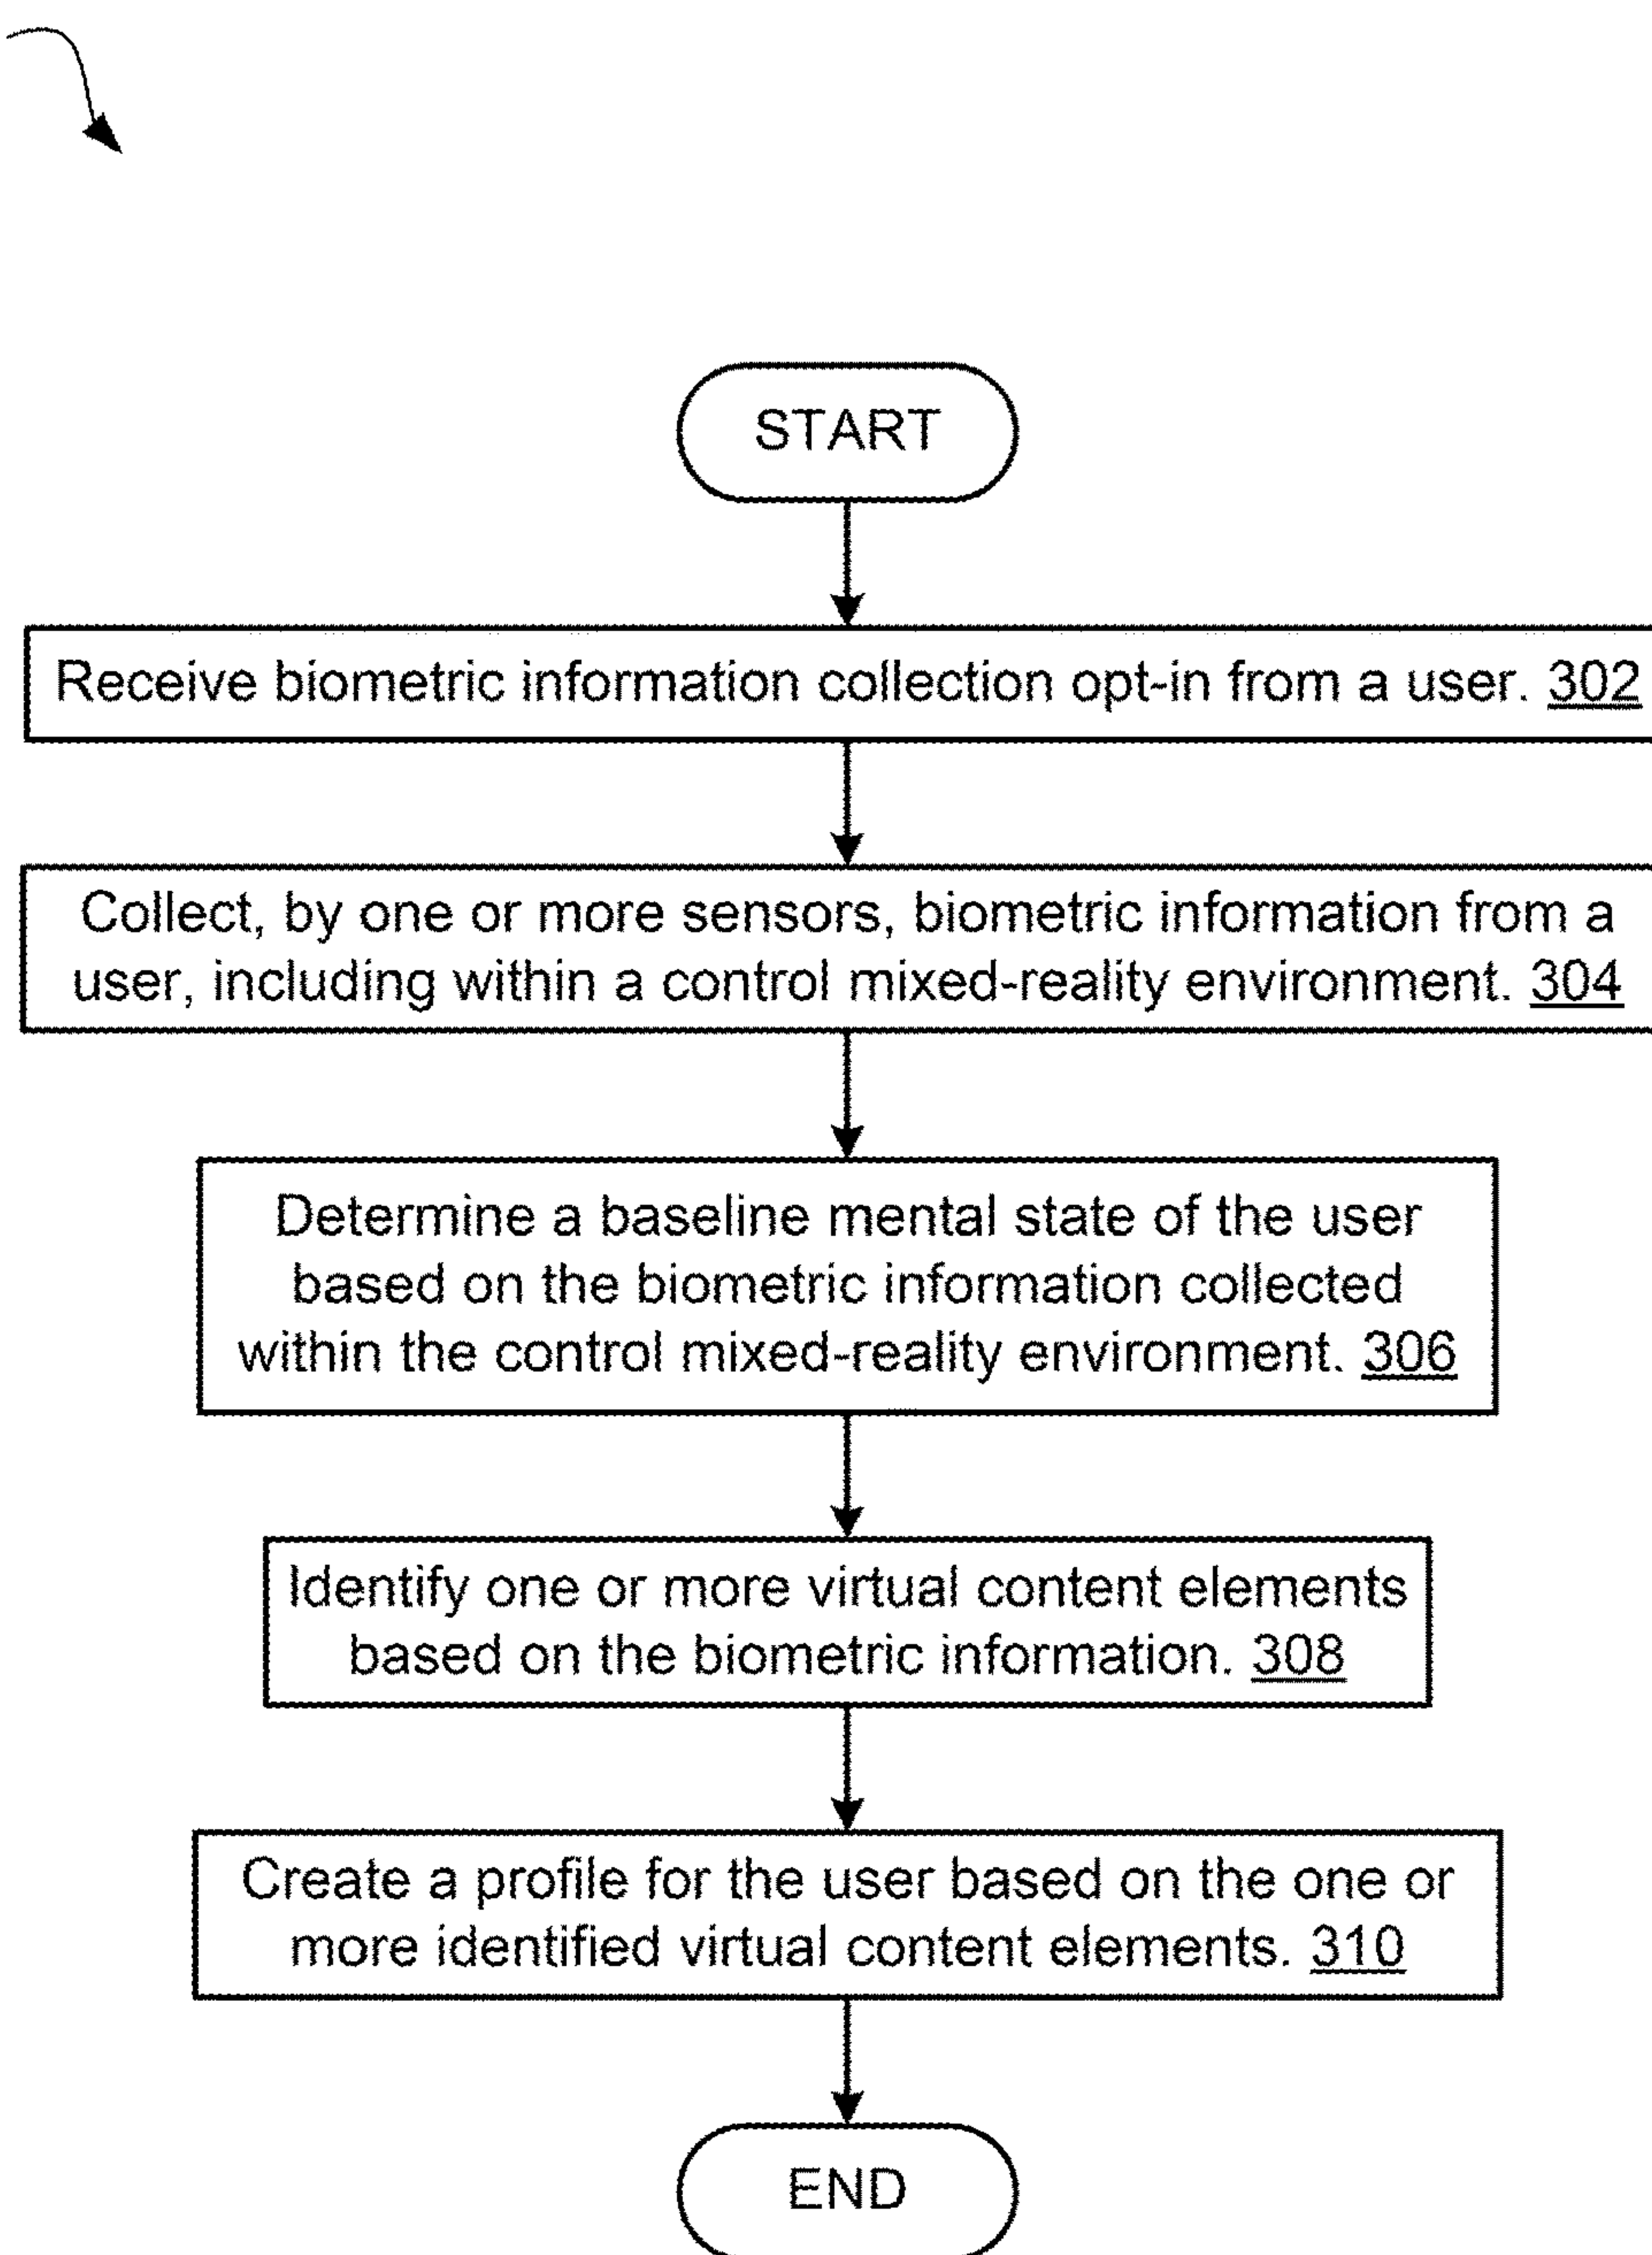 START
Receive biometric information collection opt-in from a user. 302
Collect, by one or more sensors, biometric information from a
user, including within a control mixed-reality environment. 304
Determine a baseline mental state of the user
based on the biometric information collected
within the control mixed-reality environment. 306
Identify one or more virtual content elements
based on the biometric information. 308
Create a profile for the user based on the one or
more identified virtual content elements. 310
END